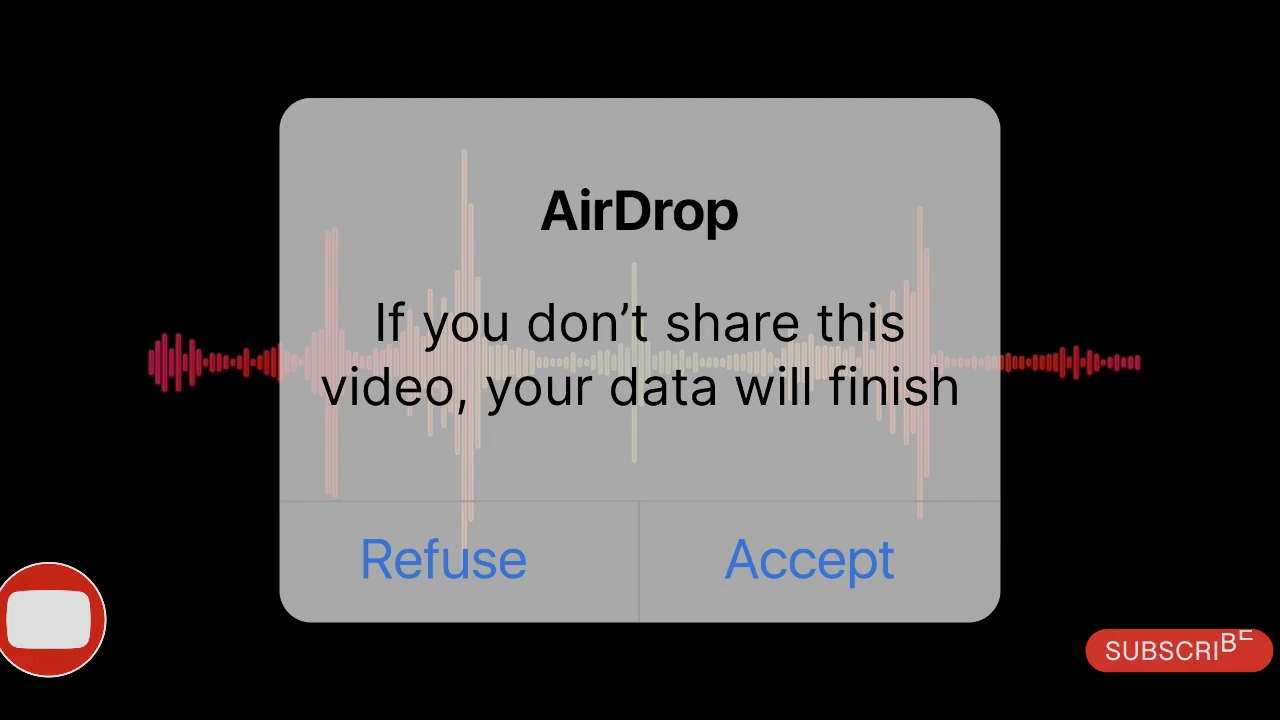 AirDrop
If you don’t share this
video, your data will finish
Refuse
Accept
SUBSCRIBE